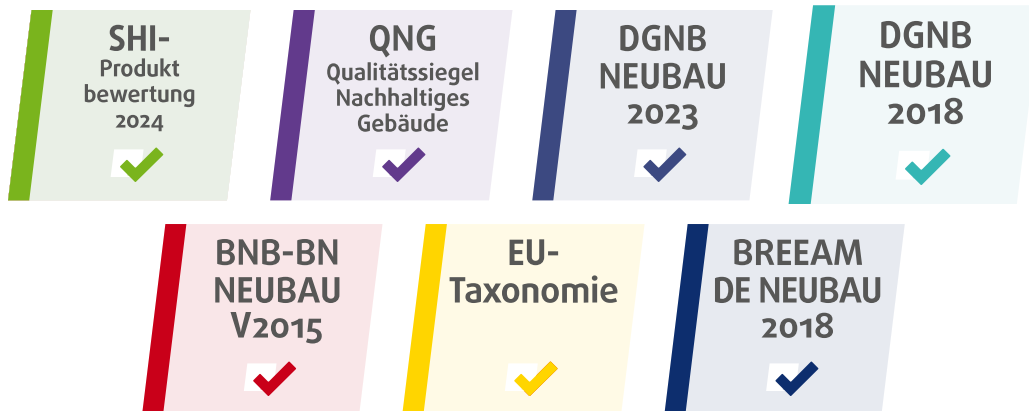 SHI-
Produkt
bewertung
2024
QNG
Qualitätssiegel
Nachhaltiges
Gebäude
DGNB
NEUBAU
2023
DGNB
NEUBAU
2018
BNB-BN
NEUBAU
V2015
EU-
Taxonomie
BREEAM
DE NEUBAU
2018